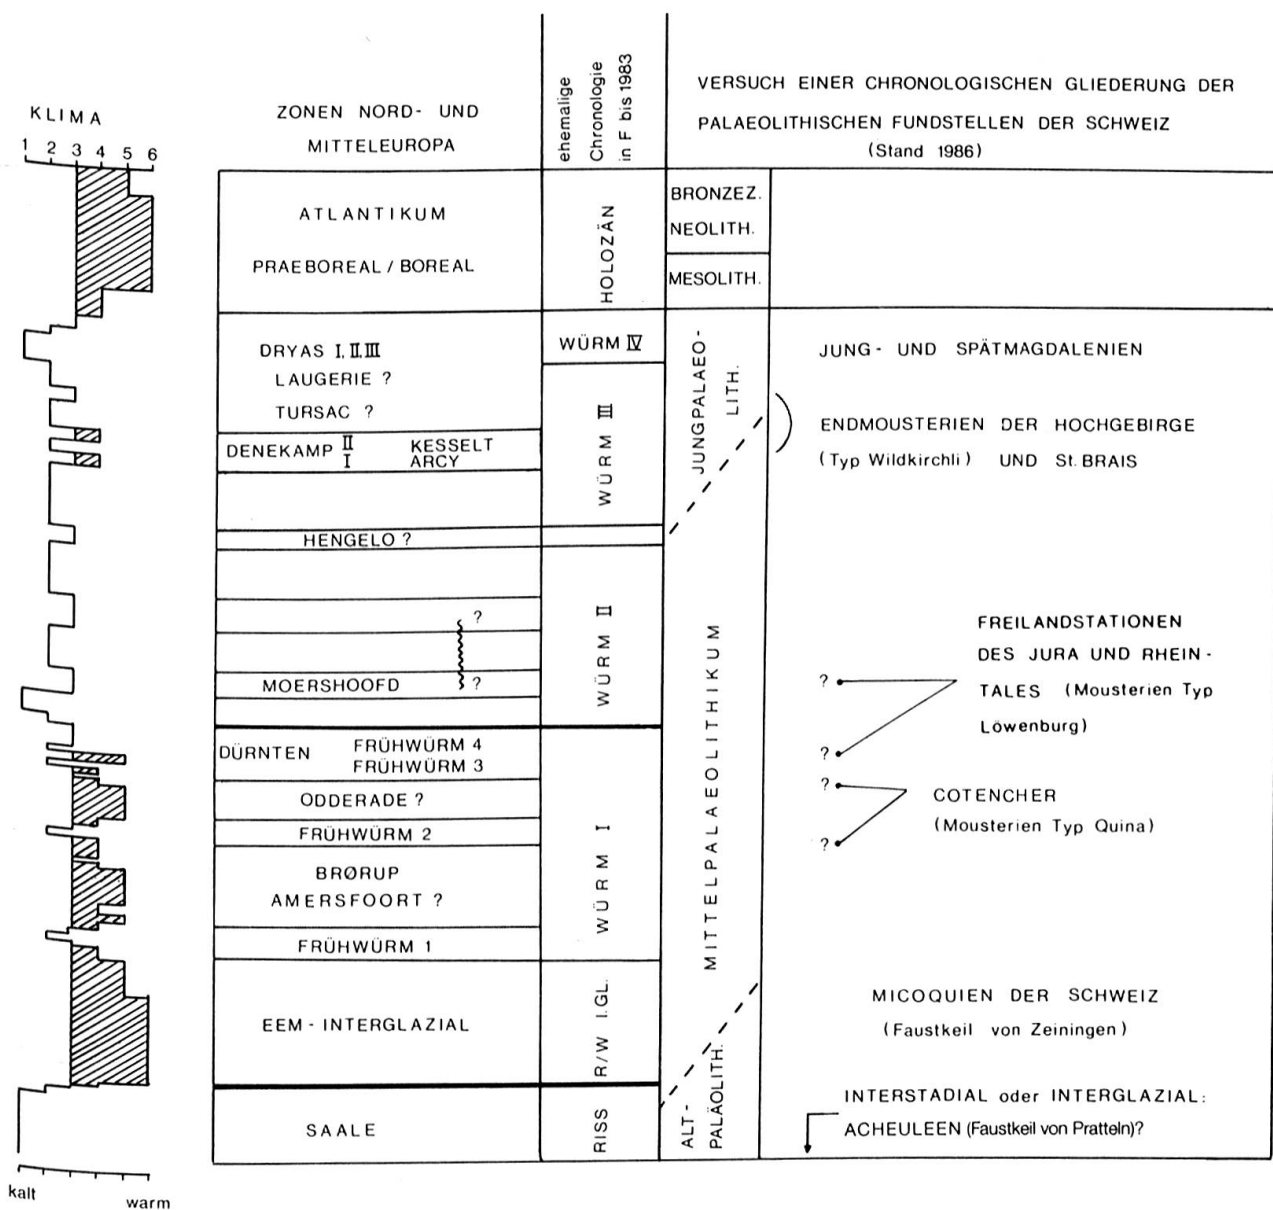 KLIMA
1 2 3 4 5 6
ZONEN NORD- UND
MITTELEUROPA
ehemalige
Chronologie
in F bis 1983
VERSUCH EINER CHRONOLOGISCHEN GLIEDERUNG DER
PALAEOLITHISCHEN FUNDSTELLEN DER SCHWEIZ
(Stand 1986)
ATLANTIKUM
PRAEBOREAL / BOREAL
HOLOZÄN
BRONZEZ.
NEOLITH.
MESOLITH.
DRYAS I, II, III
LAUGERIE ?
TURSAC ?
WÜRM IV
JUNGPALAEO-
LITH.
JUNG- UND SPÄTMAGDALENIEN
DENEKAMP II KESSELT
I ARCY
WÜRM III
ENDMOUSTERIEN DER HOCHGEBIRGE
(Typ Wildkirchli) UND St. BRAIS
HENGELO ?
?
MOERSHOOFD ?
WÜRM II
MITTELPALAEOLITHIKUM
FREILANDSTATIONEN
DES JURA UND RHEIN-
? TALES (Mousterien Typ
Löwenburg)
?
DÜRNTEN FRÜHWÜRM 4
FRÜHWÜRM 3
ODDERADE ?
FRÜHWÜRM 2
BRØRUP
AMERSFOORT ?
FRÜHWÜRM 1
WÜRM I
?
COTENCHER
(Mousterien Typ Quina)
?
EEM - INTERGLAZIAL
R/W I.GL.
MICOQUIEN DER SCHWEIZ
(Faustkeil von Zeiningen)
SAALE
RISS
ALT-
PALÄOLITH.
INTERSTADIAL oder INTERGLAZIAL:
ACHEULEEN (Faustkeil von Pratteln)?
kalt
warm